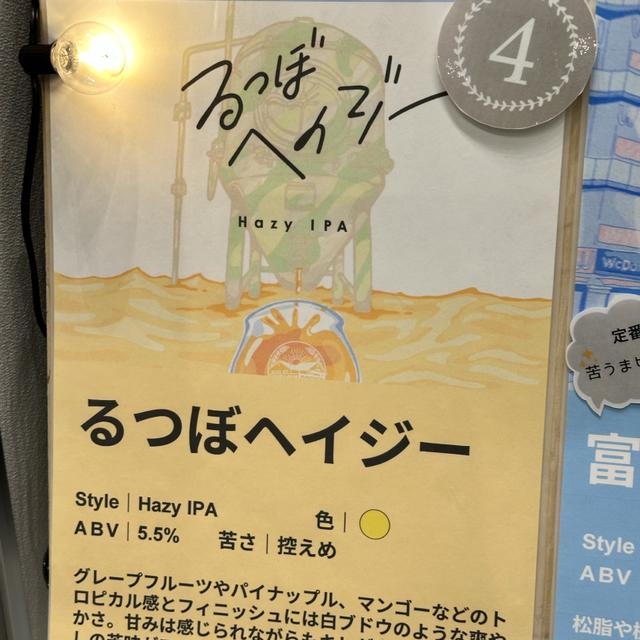 4
るつぼ
ヘイジー
Hazy IPA
るつぼヘイジー
Style | Hazy IPA
色 |
ABV | 5.5% 苦さ | 控えめ
グレープフルーツやパイナップル、マンゴーなどのト
ロピカル感とフィニッシュには白ブドウのような爽や
かさ。甘みは感じられながらも
定番
苦うま
富
Style
ABV
松脂や